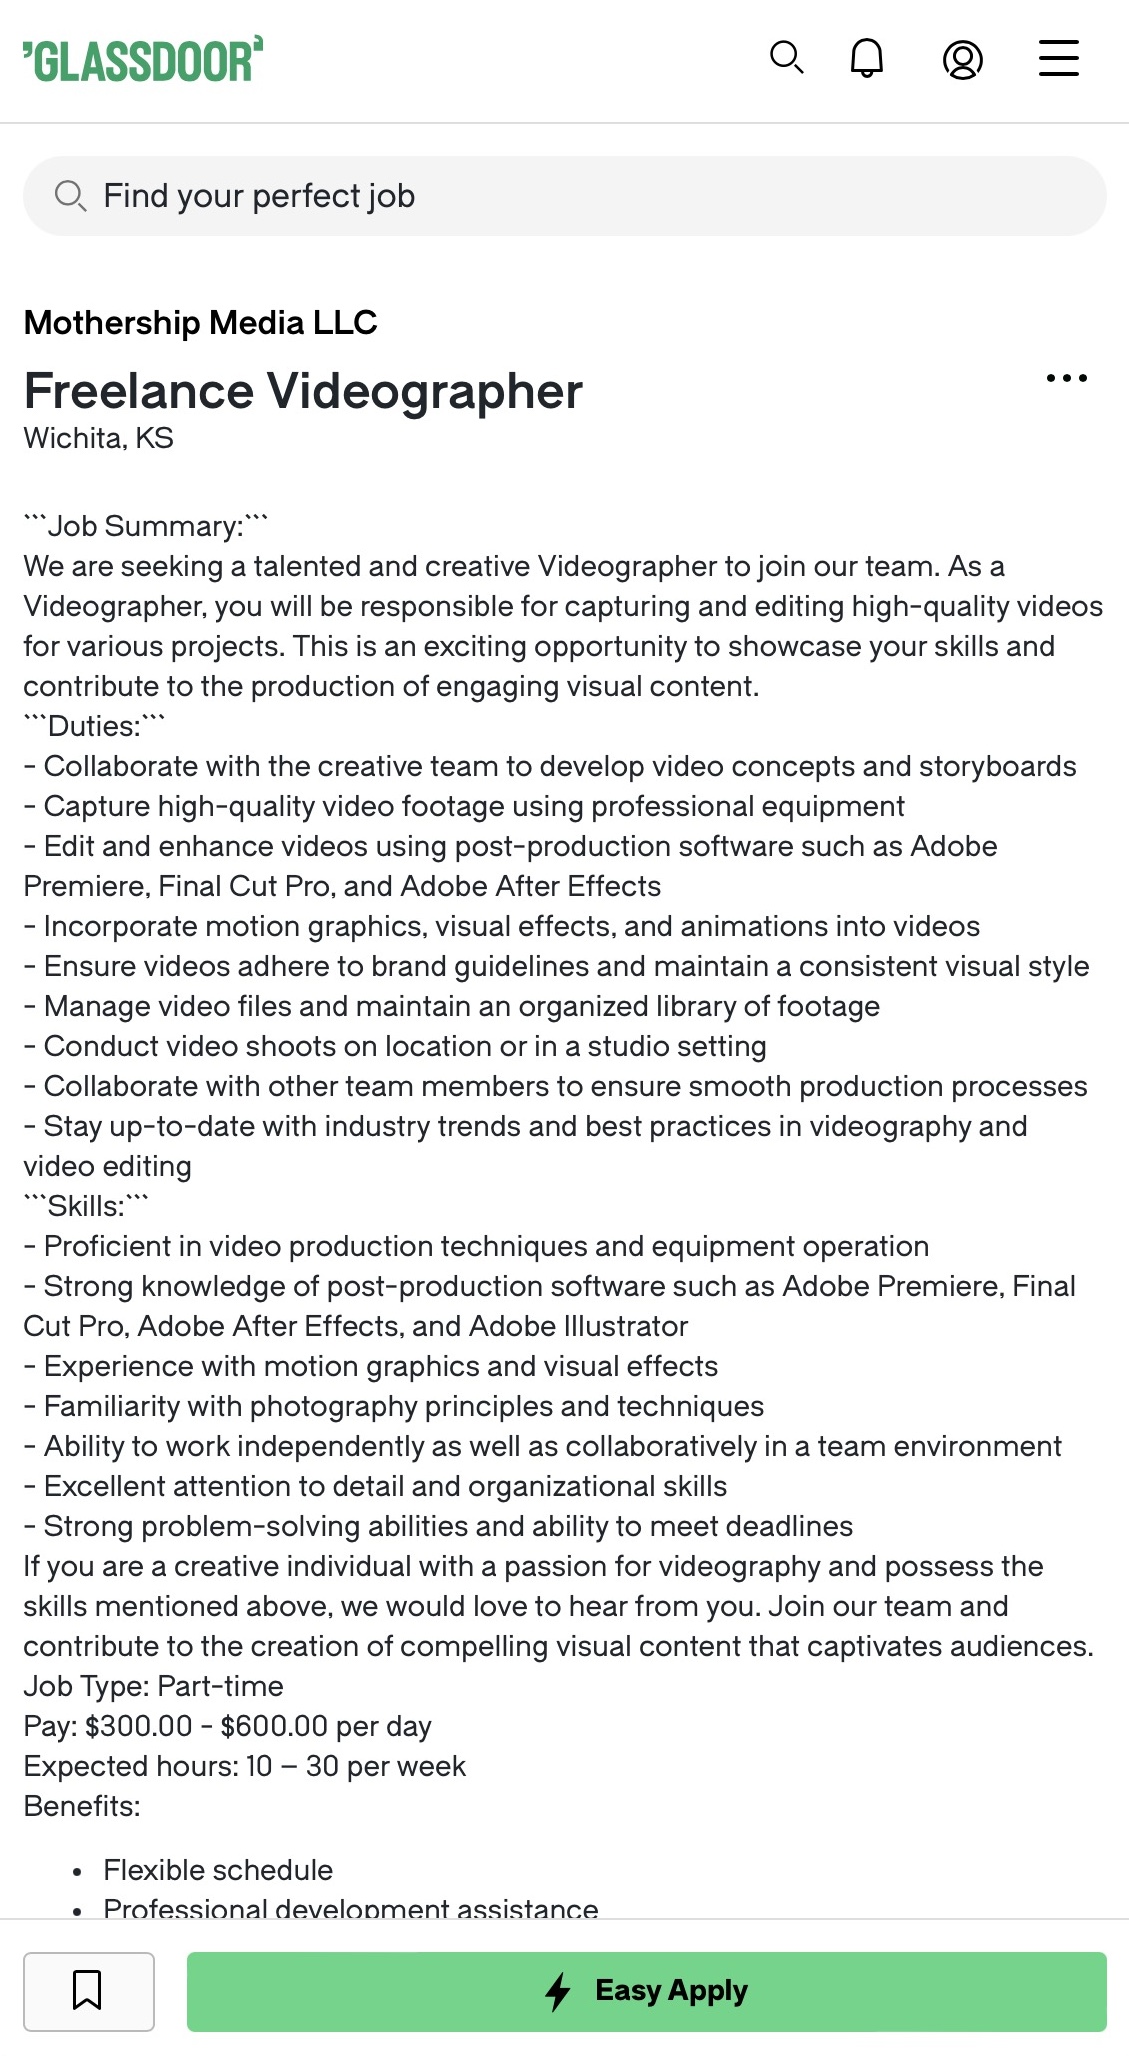 GLASSDOOR
Find your perfect job
Mothership Media LLC
Freelance Videographer
Wichita, KS
```Job Summary:```
We are seeking a talented and creative Videographer to join our team. As a
Videographer, you will be responsible for capturing and editing high-quality videos
for various projects. This is an exciting opportunity to showcase your skills and
contribute to the production of engaging visual content.
```Duties:```
- Collaborate with the creative team to develop video concepts and storyboards
- Capture high-quality video footage using professional equipment
- Edit and enhance videos using post-production software such as Adobe
Premiere, Final Cut Pro, and Adobe After Effects
- Incorporate motion graphics, visual effects, and animations into videos
- Ensure videos adhere to brand guidelines and maintain a consistent visual style
- Manage video files and maintain an organized library of footage
- Conduct video shoots on location or in a studio setting
- Collaborate with other team members to ensure smooth production processes
- Stay up-to-date with industry trends and best practices in videography and
video editing
```Skills:```
- Proficient in video production techniques and equipment operation
- Strong knowledge of post-production software such as Adobe Premiere, Final
Cut Pro, Adobe After Effects, and Adobe Illustrator
- Experience with motion graphics and visual effects
- Familiarity with photography principles and techniques
- Ability to work independently as well as collaboratively in a team environment
- Excellent attention to detail and organizational skills
- Strong problem-solving abilities and ability to meet deadlines
If you are a creative individual with a passion for videography and possess the
skills mentioned above, we would love to hear from you. Join our team and
contribute to the creation of compelling visual content that captivates audiences.
Job Type: Part-time
Pay: $300.00 - $600.00 per day
Expected hours: 10 – 30 per week
Benefits:
• Flexible schedule
• Professional development assistance
Easy Apply